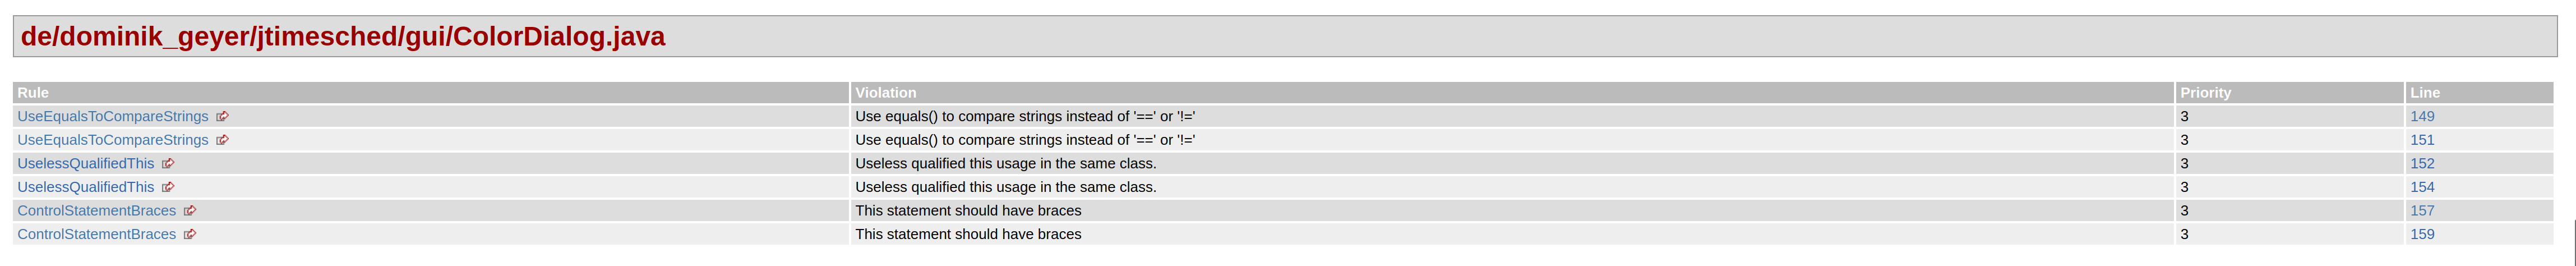 de/dominik_geyer/jtimesched/gui/ColorDialog.java
Rule Violation Priority Line
UseEqualsToCompareStrings Use equals() to compare strings instead of '==' or '!=' 3 149
UseEqualsToCompareStrings Use equals() to compare strings instead of '==' or '!=' 3 151
UselessQualifiedThis Useless qualified this usage in the same class. 3 152
UselessQualifiedThis Useless qualified this usage in the same class. 3 154
ControlStatementBraces This statement should have braces 3 157
ControlStatementBraces This statement should have braces 3 159